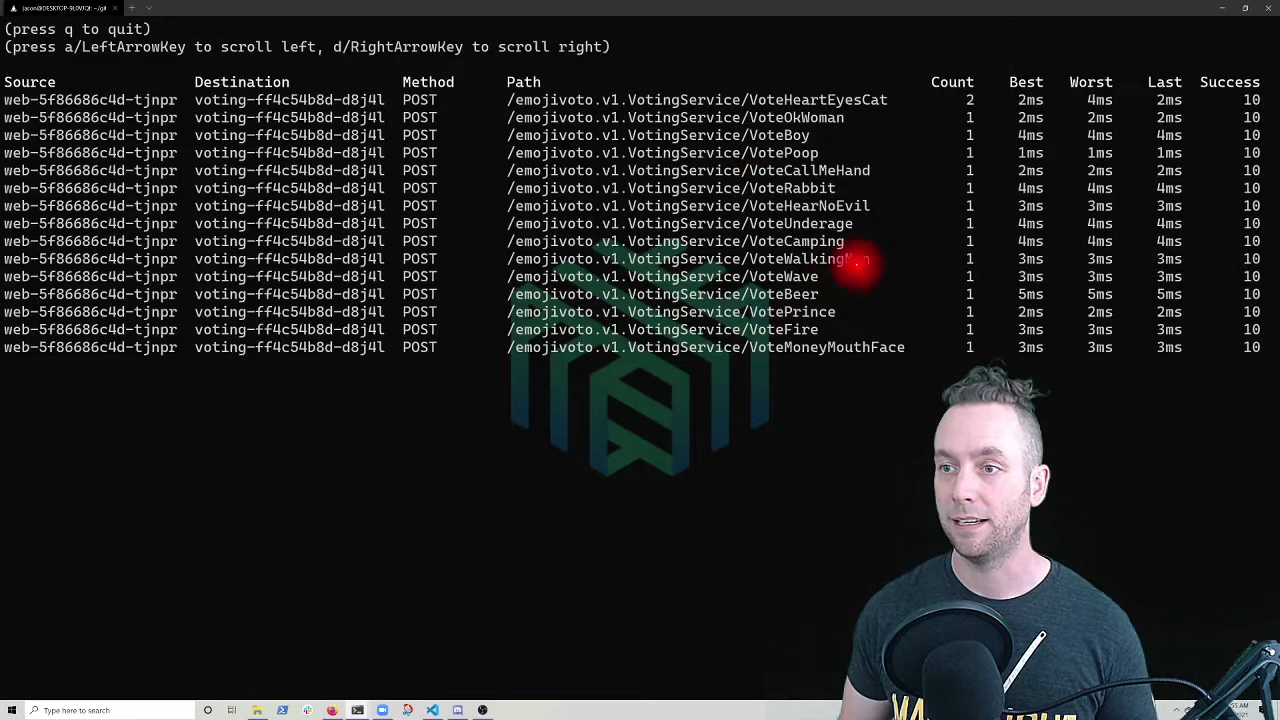 jason@DESKTOP-9L0VJQI: ~/git
(press q to quit)
(press a/LeftArrowKey to scroll left, d/RightArrowKey to scroll right)
Source Destination Method Path Count Best Worst Last Success
web-5f86686c4d-tjnpr voting-ff4c54b8d-d8j4l POST /emojivoto.v1.VotingService/VoteHeartEyesCat 2 2ms 4ms 2ms 10
web-5f86686c4d-tjnpr voting-ff4c54b8d-d8j4l POST /emojivoto.v1.VotingService/VoteOkWoman 1 2ms 2ms 2ms 10
web-5f86686c4d-tjnpr voting-ff4c54b8d-d8j4l POST /emojivoto.v1.VotingService/VoteBoy 1 4ms 4ms 4ms 10
web-5f86686c4d-tjnpr voting-ff4c54b8d-d8j4l POST /emojivoto.v1.VotingService/VotePoop 1 1ms 1ms 1ms 10
web-5f86686c4d-tjnpr voting-ff4c54b8d-d8j4l POST /emojivoto.v1.VotingService/VoteCallMeHand 1 2ms 2ms 2ms 10
web-5f86686c4d-tjnpr voting-ff4c54b8d-d8j4l POST /emojivoto.v1.VotingService/VoteRabbit 1 4ms 4ms 4ms 10
web-5f86686c4d-tjnpr voting-ff4c54b8d-d8j4l POST /emojivoto.v1.VotingService/VoteHearNoEvil 1 3ms 3ms 3ms 10
web-5f86686c4d-tjnpr voting-ff4c54b8d-d8j4l POST /emojivoto.v1.VotingService/VoteUnderage 1 4ms 4ms 4ms 10
web-5f86686c4d-tjnpr voting-ff4c54b8d-d8j4l POST /emojivoto.v1.VotingService/VoteCamping 1 4ms 4ms 4ms 10
web-5f86686c4d-tjnpr voting-ff4c54b8d-d8j4l POST /emojivoto.v1.VotingService/VoteWalkingMan 1 3ms 3ms 3ms 10
web-5f86686c4d-tjnpr voting-ff4c54b8d-d8j4l POST /emojivoto.v1.VotingService/VoteWave 1 3ms 3ms 3ms 10
web-5f86686c4d-tjnpr voting-ff4c54b8d-d8j4l POST /emojivoto.v1.VotingService/VoteBeer 1 5ms 5ms 5ms 10
web-5f86686c4d-tjnpr voting-ff4c54b8d-d8j4l POST /emojivoto.v1.VotingService/VotePrince 1 2ms 2ms 2ms 10
web-5f86686c4d-tjnpr voting-ff4c54b8d-d8j4l POST /emojivoto.v1.VotingService/VoteFire 1 3ms 3ms 3ms 10
web-5f86686c4d-tjnpr voting-ff4c54b8d-d8j4l POST /emojivoto.v1.VotingService/VoteMoneyMouthFace 1 3ms 3ms 3ms 10
Type here to search